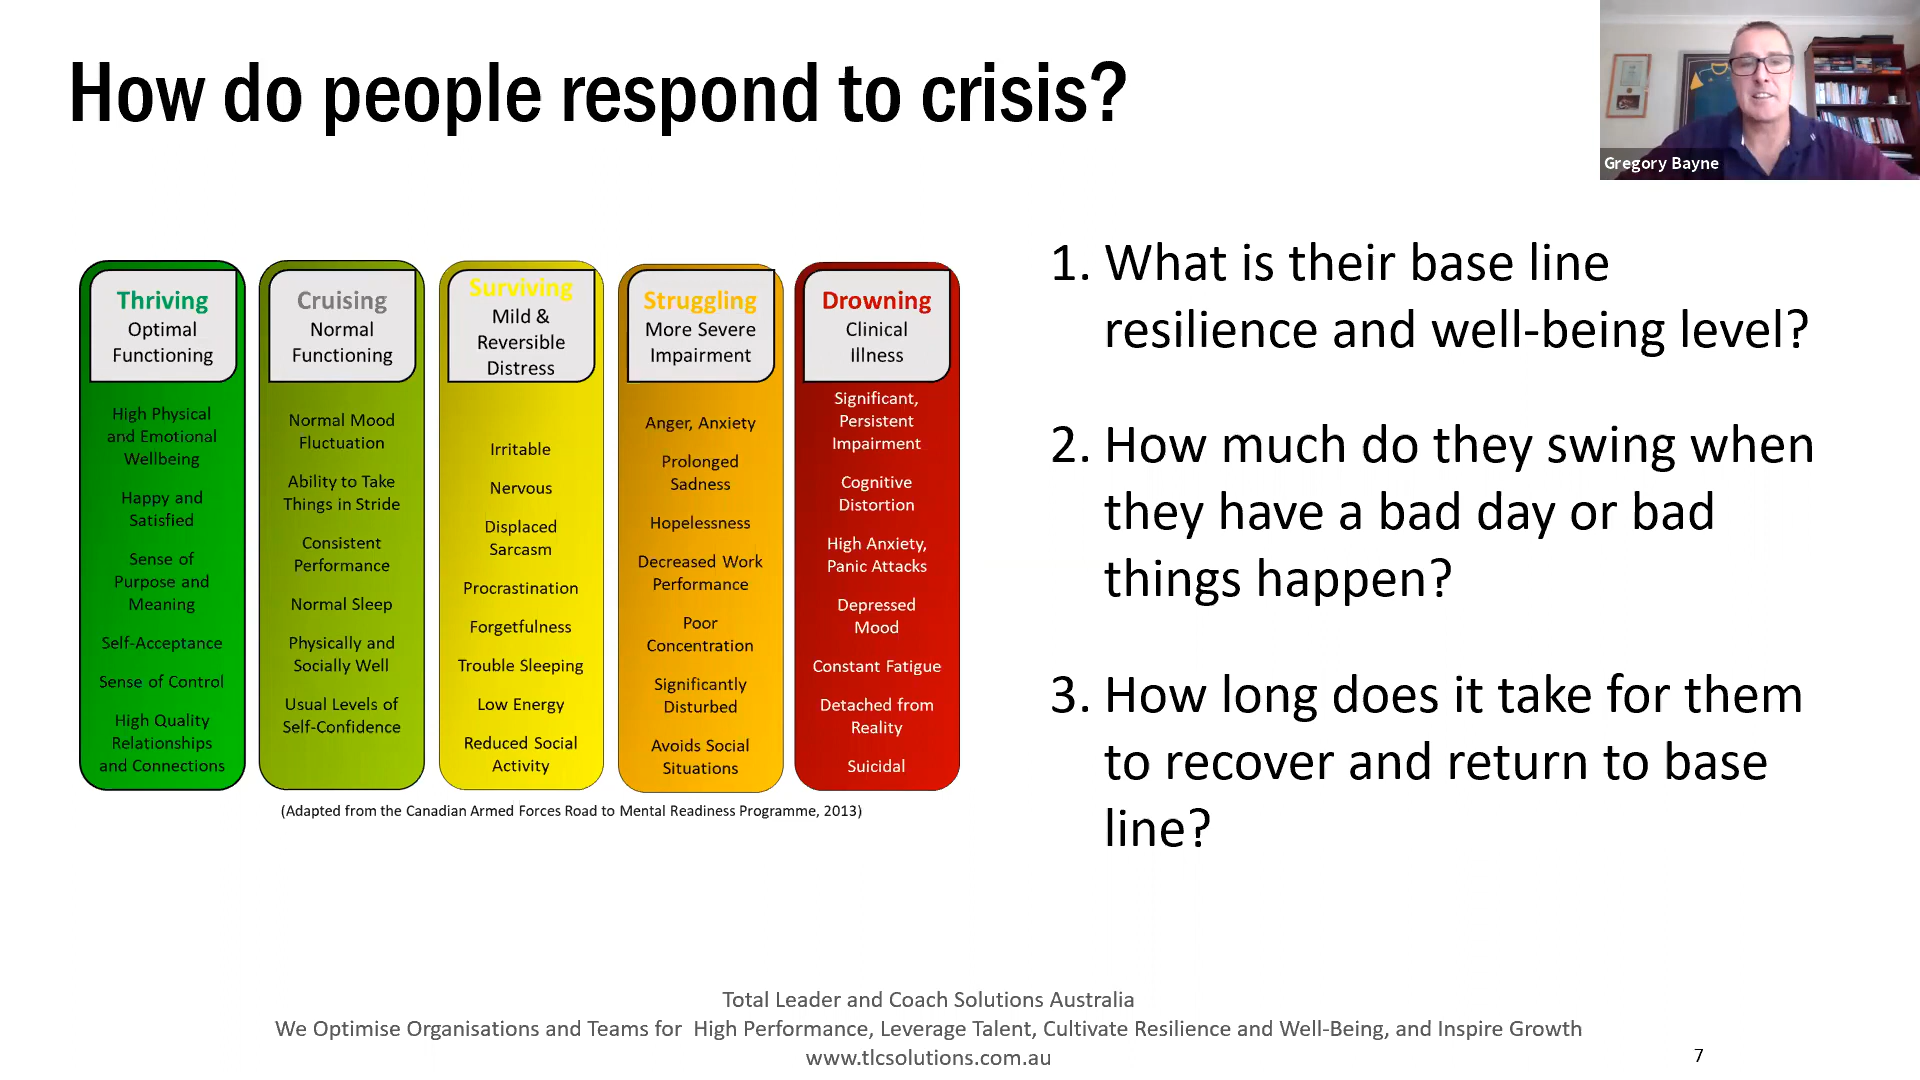 How do people respond to crisis?
Gregory Bayne
Thriving
Optimal
Functioning
High Physical
and Emotional
Wellbeing
Happy and
Satisfied
Sense of
Purpose and
Meaning
Self-Acceptance
Sense of Control
High Quality
Relationships
and Connections
Cruising
Normal
Functioning
Normal Mood
Fluctuation
Ability to Take
Things in Stride
Consistent
Performance
Normal Sleep
Physically and
Socially Well
Usual Levels of
Self-Confidence
Surviving
Mild &
Reversible
Distress
Irritable
Nervous
Displaced
Sarcasm
Procrastination
Forgetfulness
Trouble Sleeping
Low Energy
Reduced Social
Activity
Struggling
More Severe
Impairment
Anger, Anxiety
Prolonged
Sadness
Hopelessness
Decreased Work
Performance
Poor
Concentration
Significantly
Disturbed
Avoids Social
Situations
Drowning
Clinical
Illness
Significant,
Persistent
Impairment
Cognitive
Distortion
High Anxiety,
Panic Attacks
Depressed
Mood
Constant Fatigue
Detached from
Reality
Suicidal
(Adapted from the Canadian Armed Forces Road to Mental Readiness Programme, 2013)
1. What is their base line
resilience and well-being level?
2. How much do they swing when
they have a bad day or bad
things happen?
3. How long does it take for them
to recover and return to base
line?
Total Leader and Coach Solutions Australia
We Optimise Organisations and Teams for High Performance, Leverage Talent, Cultivate Resilience and Well-Being, and Inspire Growth
www.tlcsolutions.com.au
7